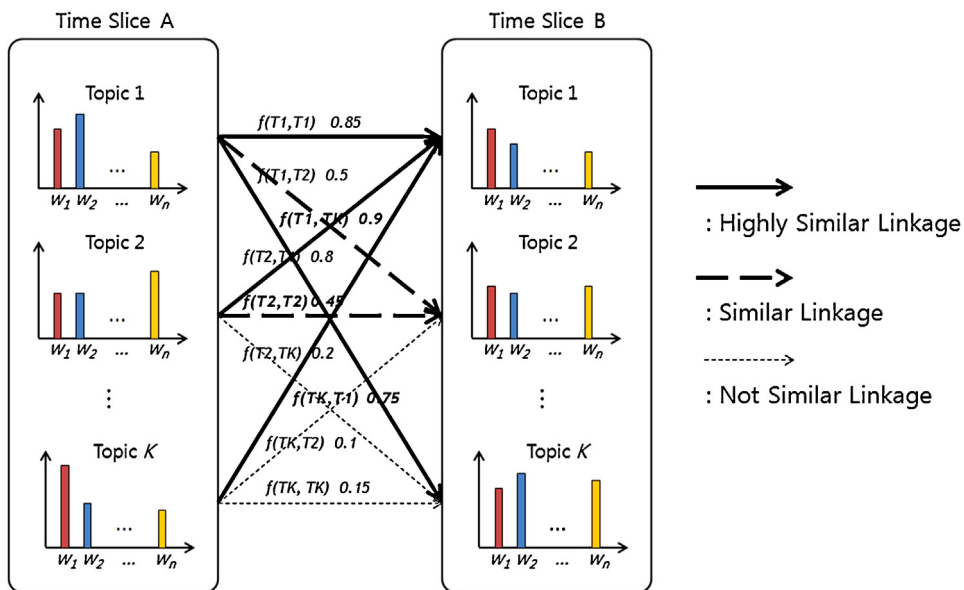 Time Slice A
Time Slice B
Topic 1
...
w1 w2 ... wn
Topic 2
...
w1 w2 ... wn
⋮
Topic K
...
w1 w2 ... wn
f(T1,T1) 0.85
f(T1,T2) 0.5
f(T1,TK) 0.9
f(T2,T1) 0.8
f(T2,T2) 0.45
f(T2,TK) 0.2
f(TK,T1) 0.75
f(TK,T2) 0.1
f(TK, TK) 0.15
Topic 1
...
w1 w2 ... wn
Topic 2
...
w1 w2 ... wn
⋮
Topic K
...
w1 w2 ... wn
: Highly Similar Linkage
: Similar Linkage
: Not Similar Linkage